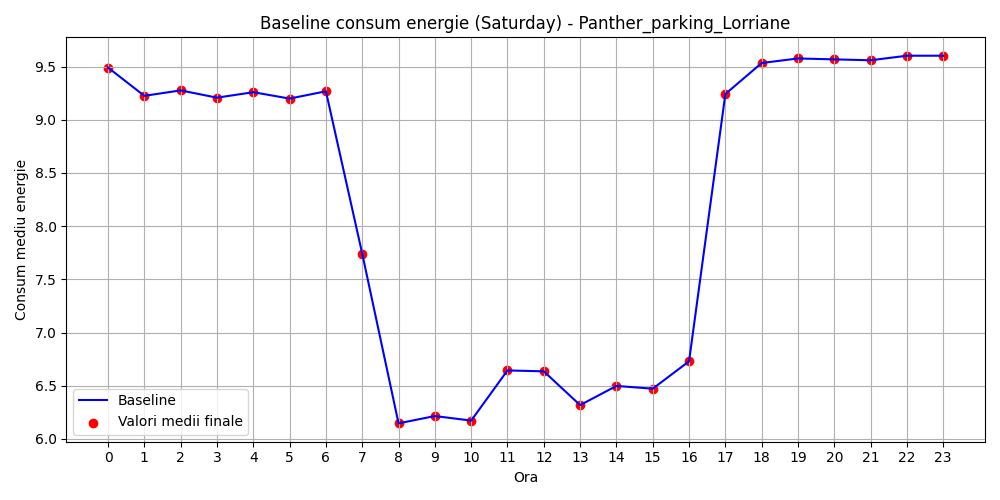 Baseline consum energie (Saturday) - Panther_parking_Lorriane
Consum mediu energie
9.5
9.0
8.5
8.0
7.5
7.0
6.5
6.0
Baseline
Valori medii finale
0 1 2 3 4 5 6 7 8 9 10 11 12 13 14 15 16 17 18 19 20 21 22 23
Ora